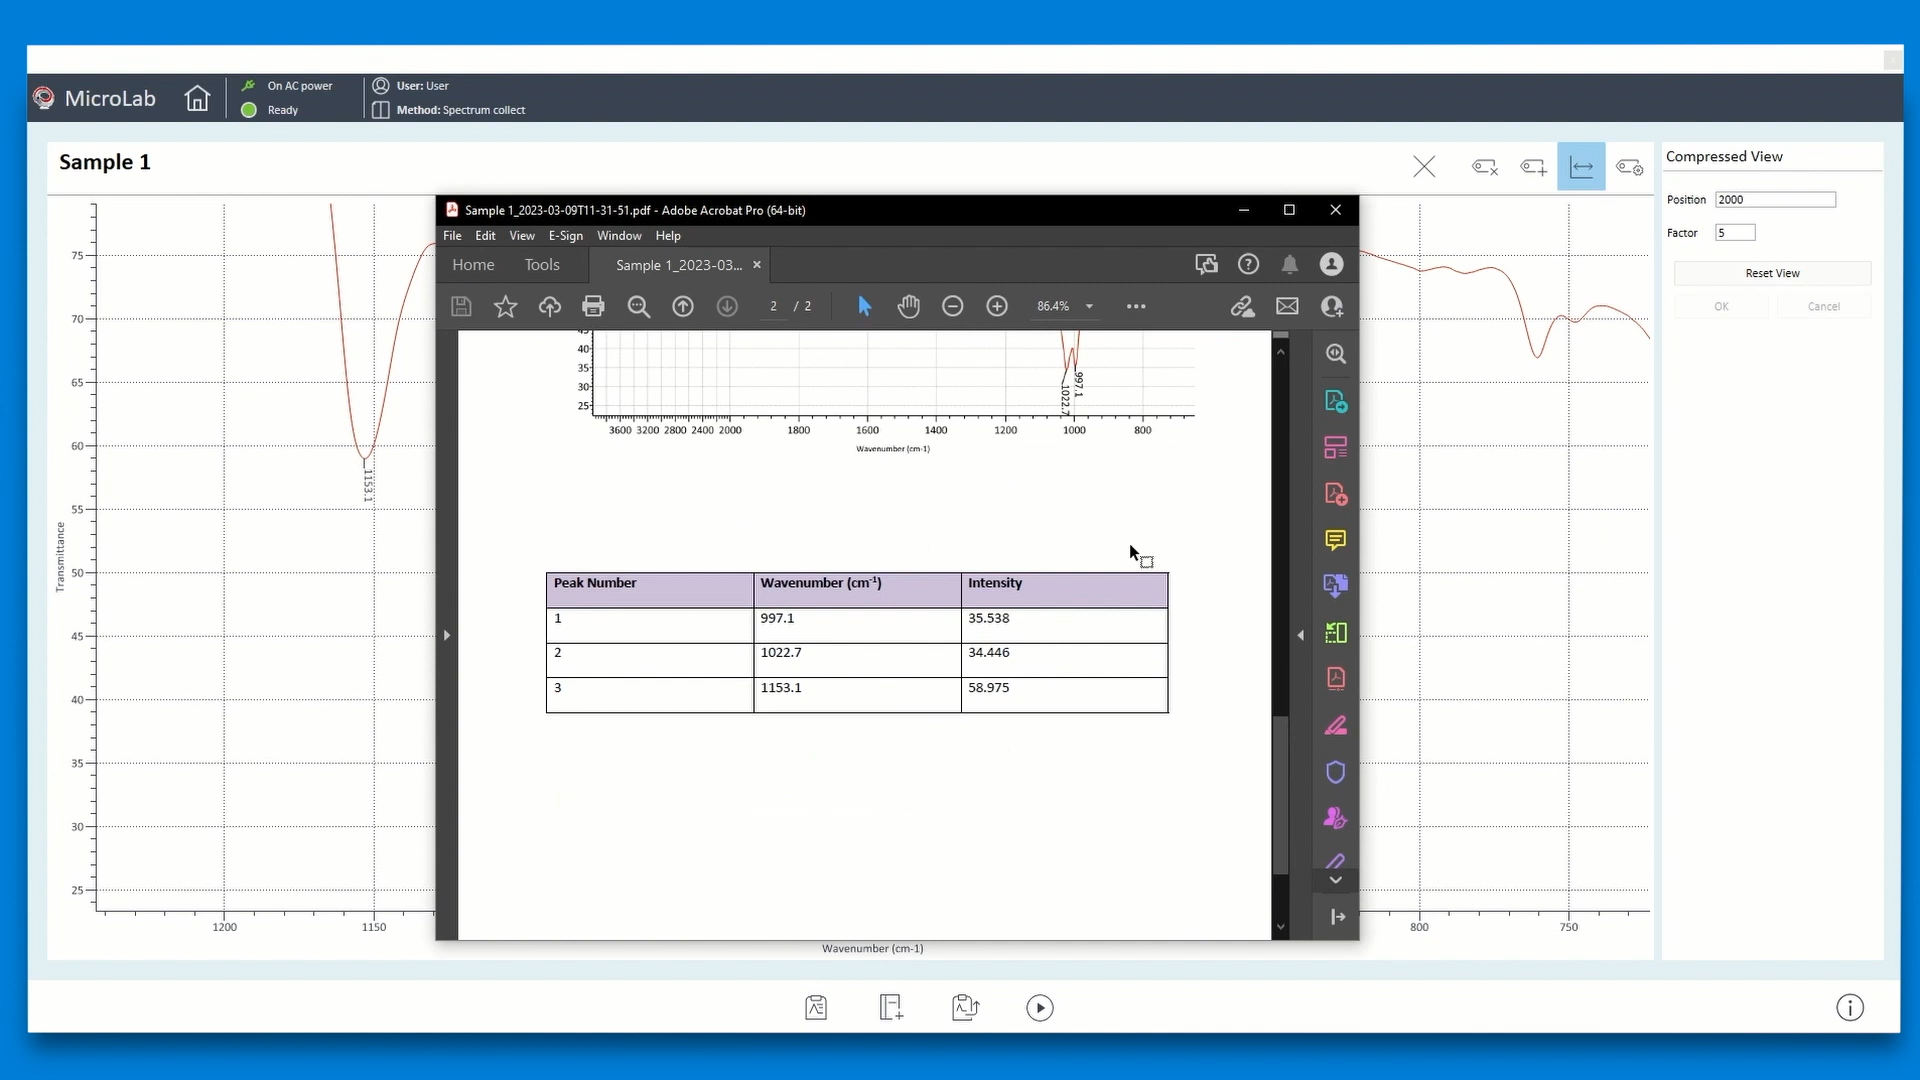 MicroLab
On AC power
Ready
User: User
Method: Spectrum collect
Sample 1
75
70
65
60
55
50
45
40
35
30
25
Transmittance
1153.1
1200
1150
800
750
Wavenumber (cm-1)
Sample 1_2023-03-09T11-31-51.pdf - Adobe Acrobat Pro (64-bit)
File Edit View E-Sign Window Help
Home Tools Sample 1_2023-03...
2 / 2 86.4%
40
35
30
25
1022.7
997.1
3600 3200 2800 2400 2000 1800 1600 1400 1200 1000 800
Wavenumber (cm-1)
Peak Number Wavenumber (cm⁻¹) Intensity
1 997.1 35.538
2 1022.7 34.446
3 1153.1 58.975
Compressed View
Position 2000
Factor 5
Reset View
OK Cancel